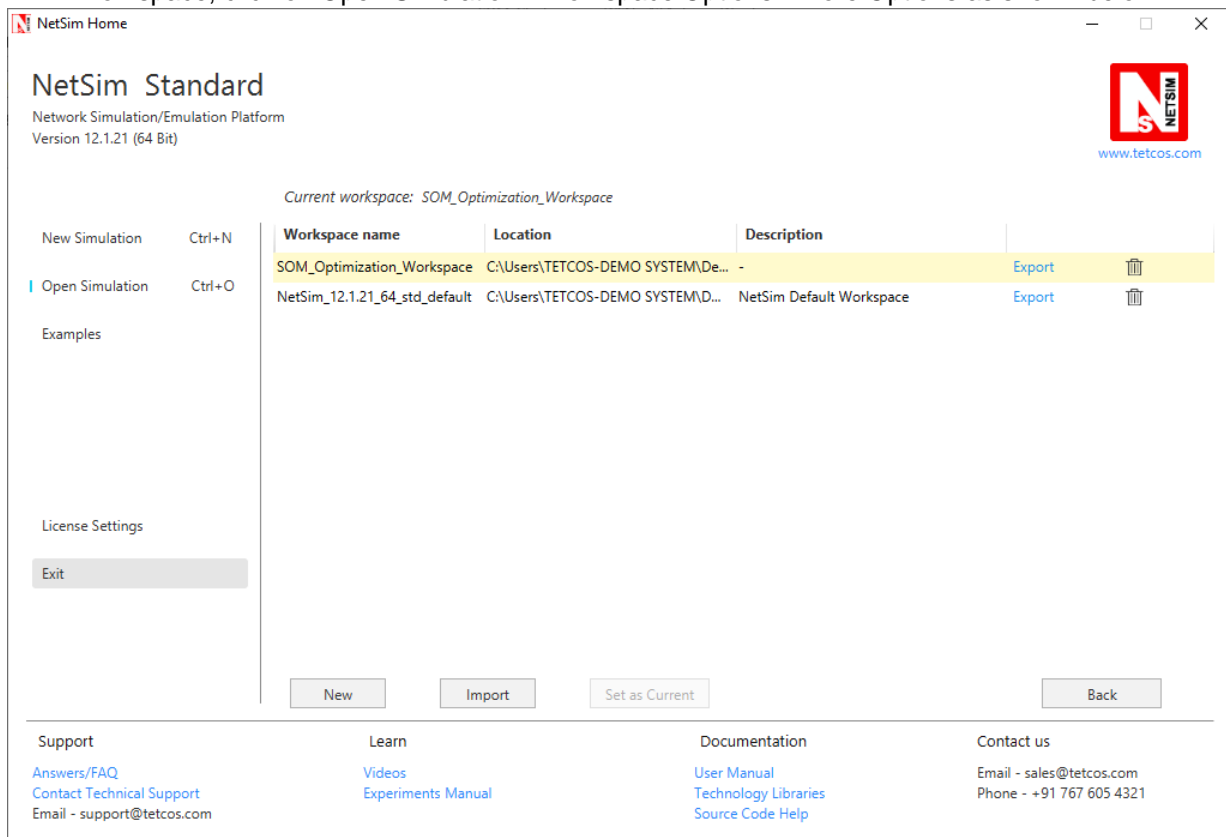 NetSim Home
NetSim Standard
Network Simulation/Emulation Platform
Version 12.1.21 (64 Bit)
NETSIM
www.tetcos.com
Current workspace: SOM_Optimization_Workspace
New Simulation Ctrl+N
Open Simulation Ctrl+O
Examples
License Settings
Exit
Workspace name Location Description
SOM_Optimization_Workspace C:\Users\TETCOS-DEMO SYSTEM\De... - Export
NetSim_12.1.21_64_std_default C:\Users\TETCOS-DEMO SYSTEM\D... NetSim Default Workspace Export
New Import Set as Current Back
Support Learn Documentation Contact us
Answers/FAQ Videos User Manual Email - sales@tetcos.com
Contact Technical Support Experiments Manual Technology Libraries Phone - +91 767 605 4321
Email - support@tetcos.com Source Code Help